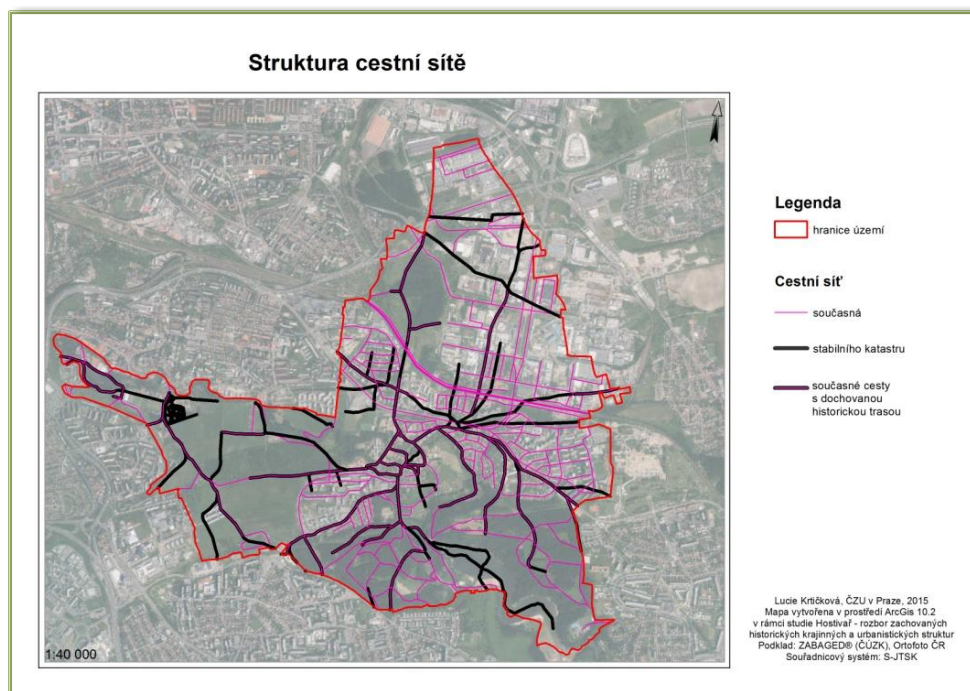 Struktura cestní sítě
Legenda
hranice území
Cestní síť
současná
stabilního katastru
současné cesty
s dochovanou
historickou trasou
1:40 000
Lucie Krtičková, ČZU v Praze, 2015
Mapa vytvořena v prostředí ArcGis 10.2
v rámci studie Hostivař - rozbor zachovaných
historických krajinných a urbanistických struktur
Podklad: ZABAGED® (ČÚZK), Ortofoto ČR
Souřadnicový systém: S-JTSK